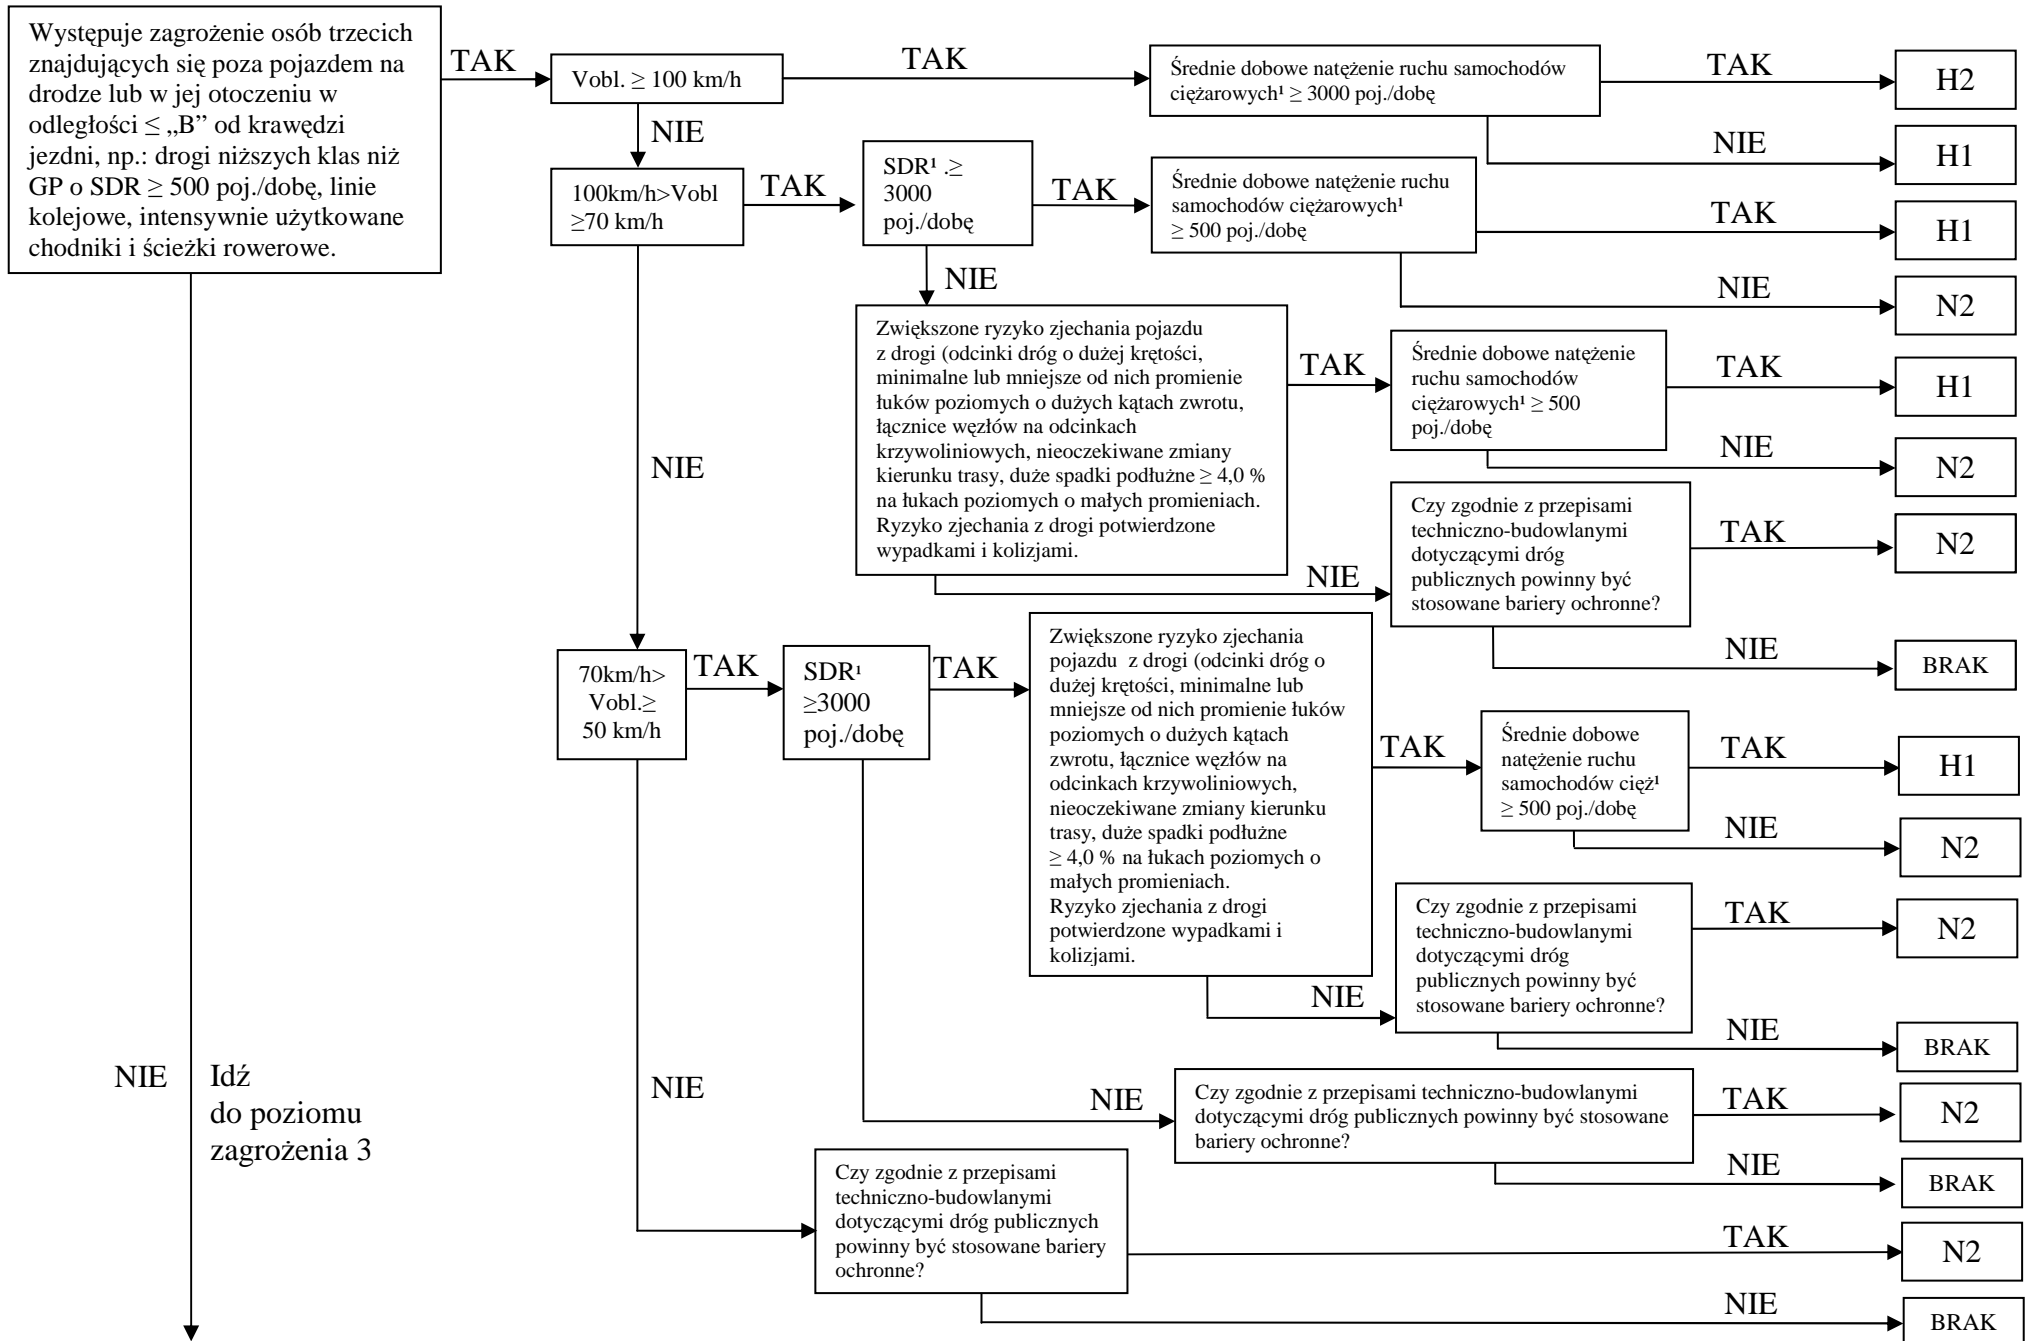 Występuje zagrożenie osób trzecich
znajdujących się poza pojazdem na
drodze lub w jej otoczeniu w
odległości ≤ „B” od krawędzi
jezdni, np.: drogi niższych klas niż
GP o SDR ≥ 500 poj./dobę, linie
kolejowe, intensywnie użytkowane
chodniki i ścieżki rowerowe.
TAK
Vobl. ≥ 100 km/h
TAK
Średnie dobowe natężenie ruchu samochodów
ciężarowych¹ ≥ 3000 poj./dobę
TAK
H2
NIE
H1
NIE
100km/h>Vobl
≥70 km/h
TAK
SDR¹ .≥
3000
poj./dobę
TAK
Średnie dobowe natężenie ruchu
samochodów ciężarowych¹
≥ 500 poj./dobę
TAK
H1
NIE
N2
NIE
Zwiększone ryzyko zjechania pojazdu
z drogi (odcinki dróg o dużej krętości,
minimalne lub mniejsze od nich promienie
łuków poziomych o dużych kątach zwrotu,
łącznice węzłów na odcinkach
krzywoliniowych, nieoczekiwane zmiany
kierunku trasy, duże spadki podłużne ≥ 4,0 %
na łukach poziomych o małych promieniach.
Ryzyko zjechania z drogi potwierdzone
wypadkami i kolizjami.
TAK
Średnie dobowe natężenie
ruchu samochodów
ciężarowych¹ ≥ 500
poj./dobę
TAK
H1
NIE
N2
NIE
Czy zgodnie z przepisami
techniczno-budowlanymi
dotyczącymi dróg
publicznych powinny być
stosowane bariery ochronne?
TAK
N2
NIE
BRAK
NIE
70km/h>
Vobl.≥
50 km/h
TAK
SDR¹
≥3000
poj./dobę
TAK
Zwiększone ryzyko zjechania
pojazdu z drogi (odcinki dróg o
dużej krętości, minimalne lub
mniejsze od nich promienie łuków
poziomych o dużych kątach
zwrotu, łącznice węzłów na
odcinkach krzywoliniowych,
nieoczekiwane zmiany kierunku
trasy, duże spadki podłużne
≥ 4,0 % na łukach poziomych o
małych promieniach.
Ryzyko zjechania z drogi
potwierdzone wypadkami i
kolizjami.
TAK
Średnie dobowe
natężenie ruchu
samochodów cięż¹
≥ 500 poj./dobę
TAK
H1
NIE
N2
NIE
Czy zgodnie z przepisami
techniczno-budowlanymi
dotyczącymi dróg
publicznych powinny być
stosowane bariery ochronne?
TAK
N2
NIE
BRAK
NIE
Czy zgodnie z przepisami techniczno-budowlanymi
dotyczącymi dróg publicznych powinny być stosowane
bariery ochronne?
TAK
N2
NIE
BRAK
NIE
Czy zgodnie z przepisami
techniczno-budowlanymi
dotyczącymi dróg publicznych
powinny być stosowane bariery
ochronne?
TAK
N2
NIE
BRAK
NIE
Idź
do poziomu
zagrożenia 3